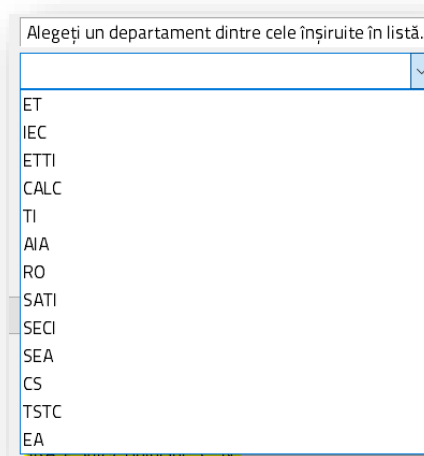 Alegeți un departament dintre cele înșiruite în listă.
ET
IEC
ETTI
CALC
TI
AIA
RO
SATI
SECI
SEA
CS
TSTC
EA